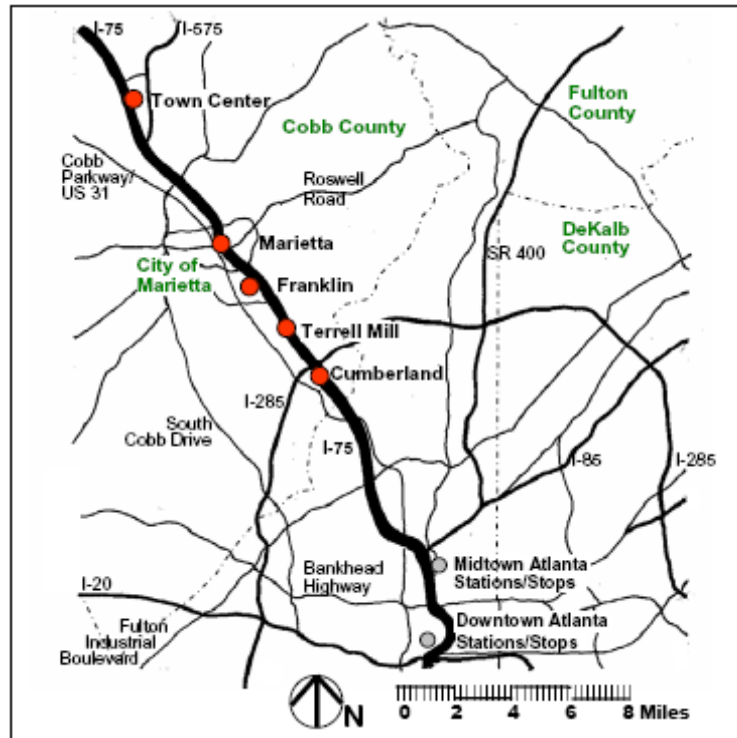 I-75
I-575
Town Center
Fulton
County
Cobb County
Cobb
Parkway/
US 31
Roswell
Road
Marietta
DeKalb
County
SR 400
City of
Marietta
Franklin
Terrell Mill
Cumberland
I-285
South
Cobb Drive
I-75
I-85
I-285
Midtown Atlanta
Stations/Stops
Bankhead
Highway
I-20
Downtown Atlanta
Stations/Stops
Fulton
Industrial
Boulevard
N
0 2 4 6 8 Miles